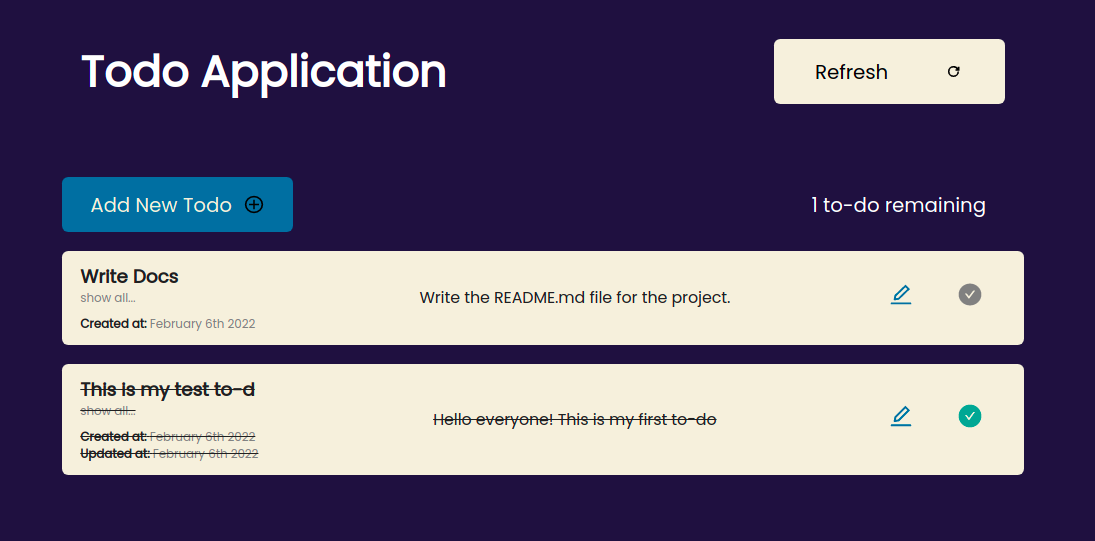 Todo Application
Refresh
Add New Todo
1 to-do remaining
Write Docs
show all...
Created at: February 6th 2022
Write the README.md file for the project.
This is my test to-d
show all...
Created at: February 6th 2022
Updated at: February 6th 2022
Hello everyone! This is my first to-do